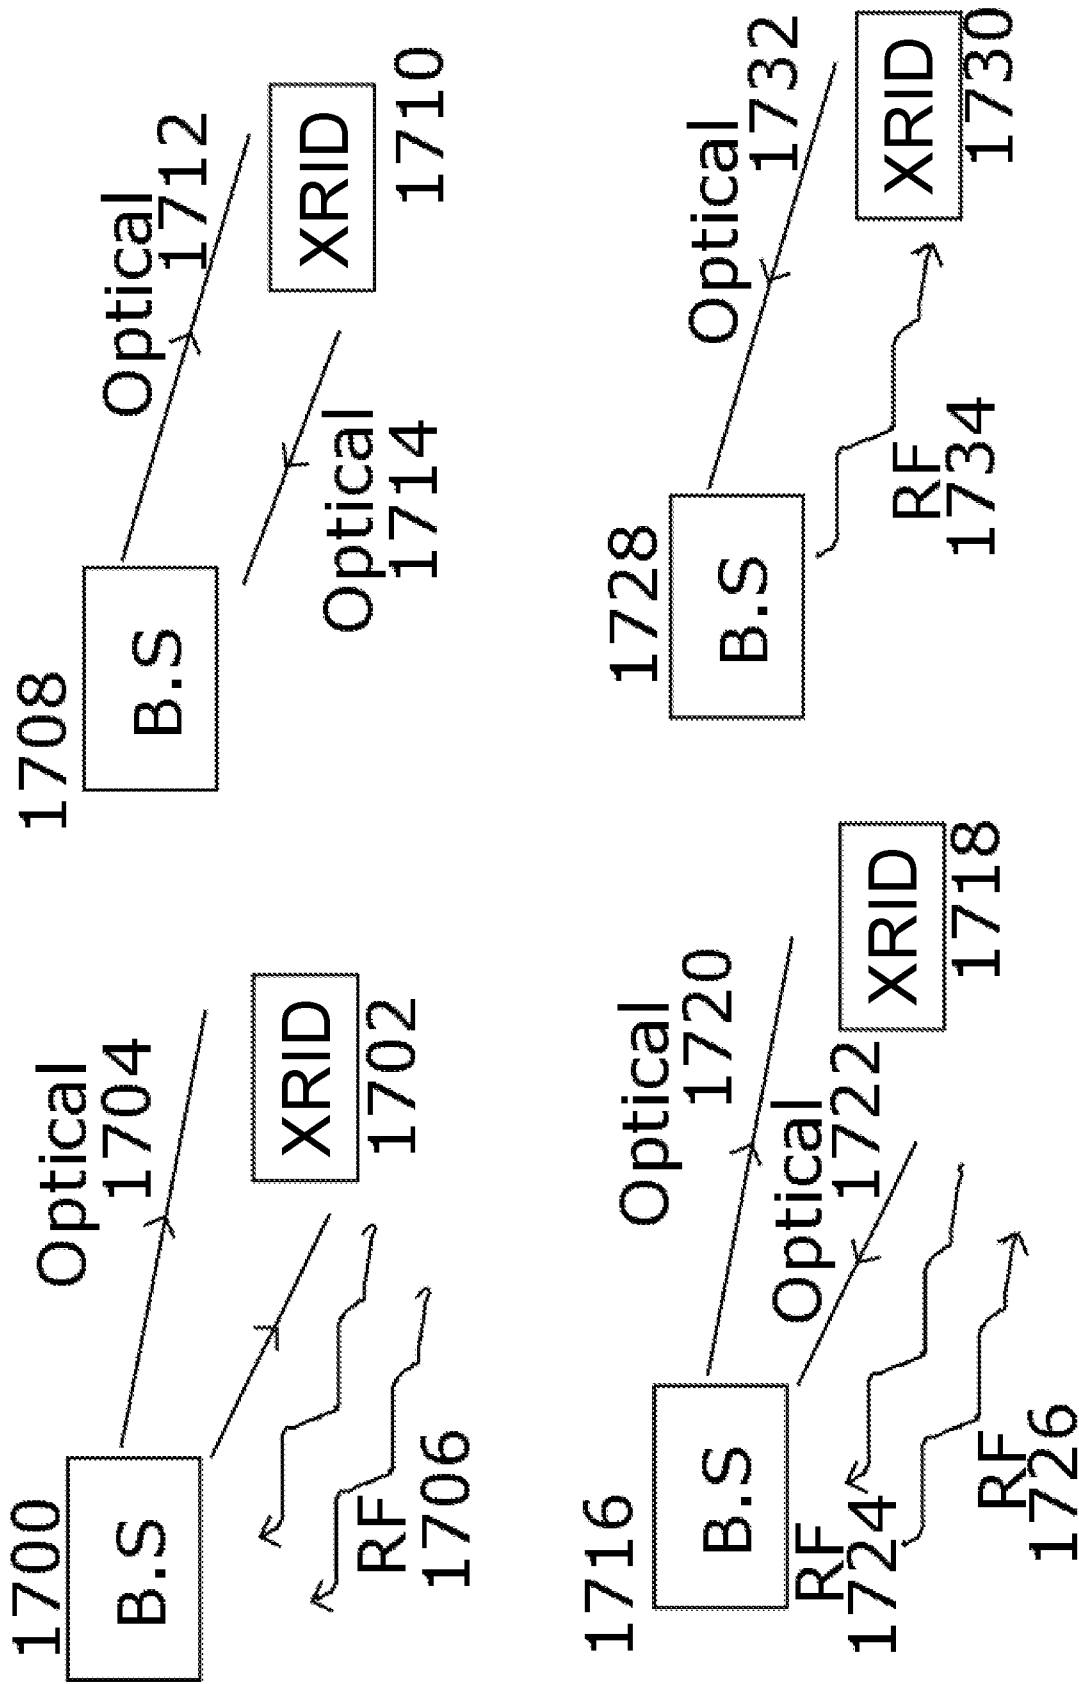 1700
B.S
Optical
1704
XRID
1702
RF
1706
1708
B.S
Optical
1712
XRID
1710
Optical
1714
1716
B.S
Optical
1720
Optical
1722
XRID
1718
RF
1724
RF
1726
1728
B.S
Optical
1732
XRID
1730
RF
1734